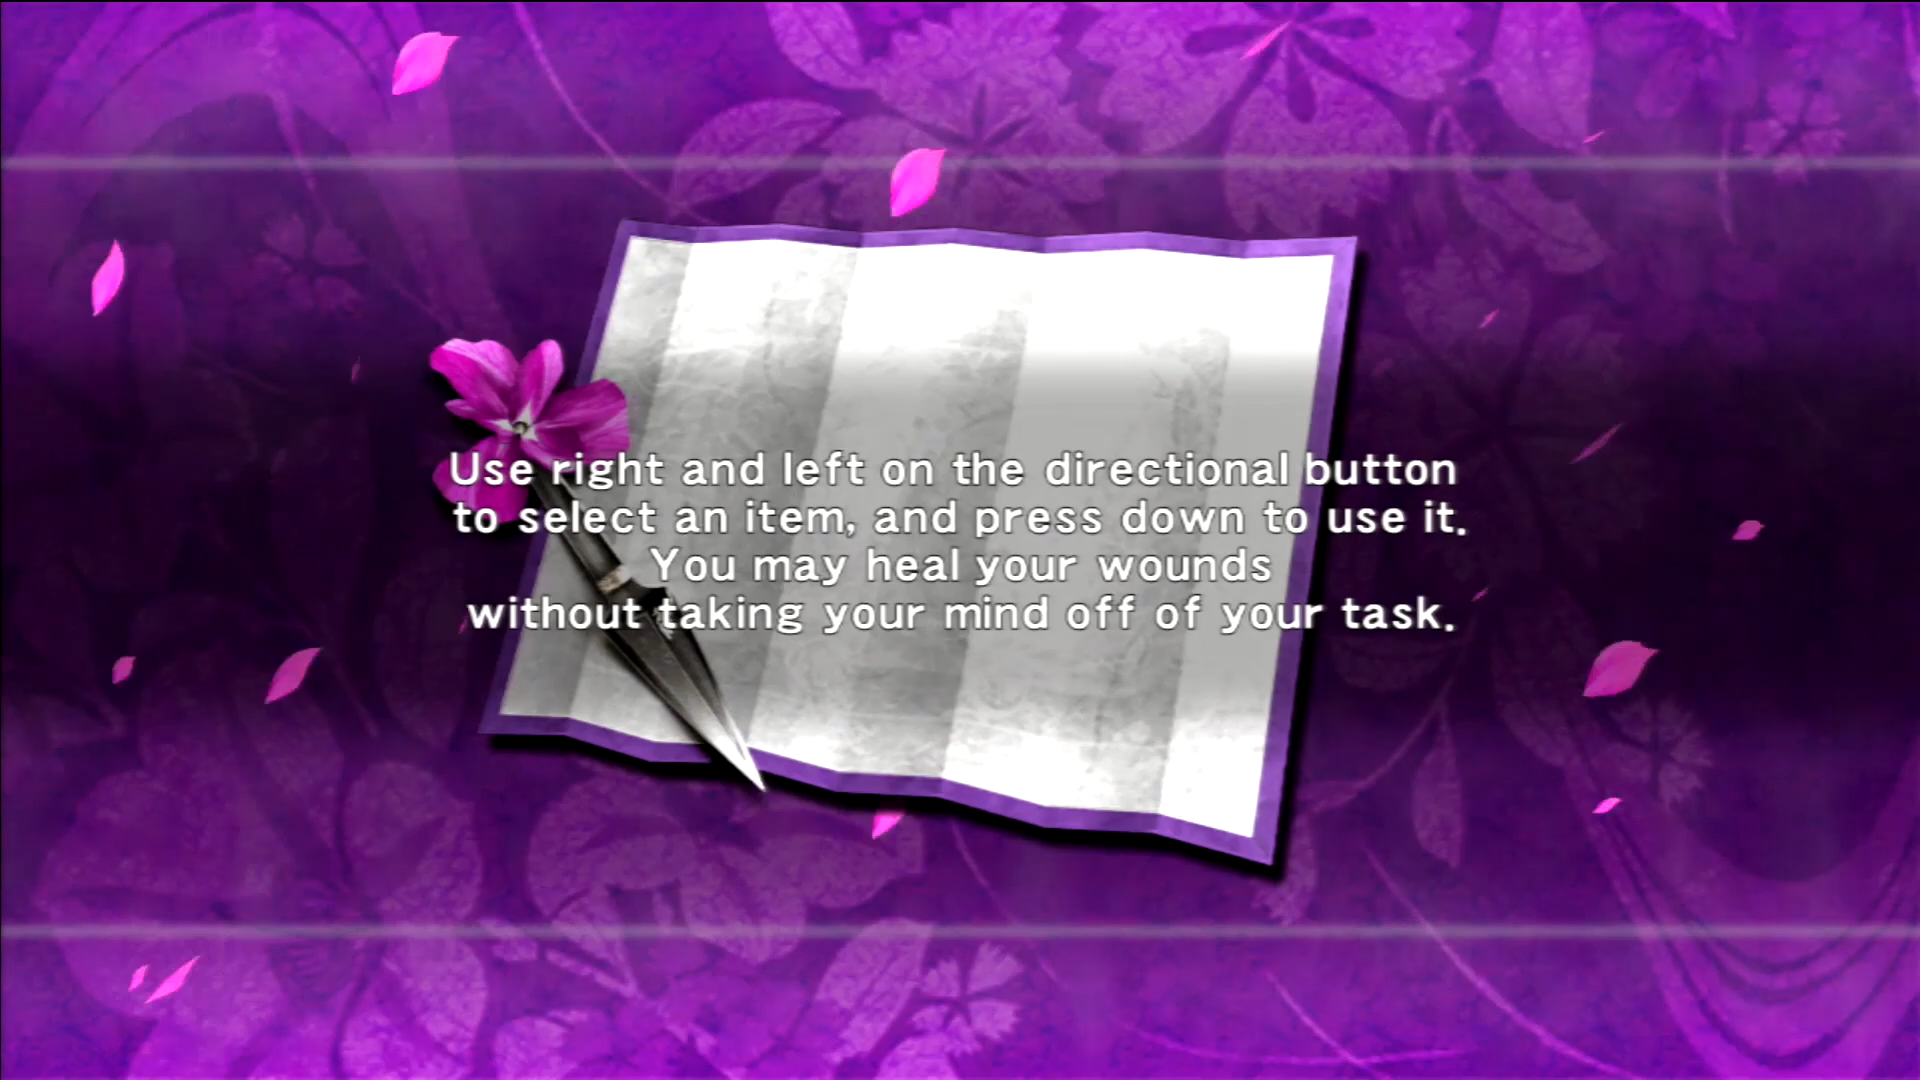 Use right and left on the directional button
to select an item, and press down to use it.
You may heal your wounds
without taking your mind off of your task.